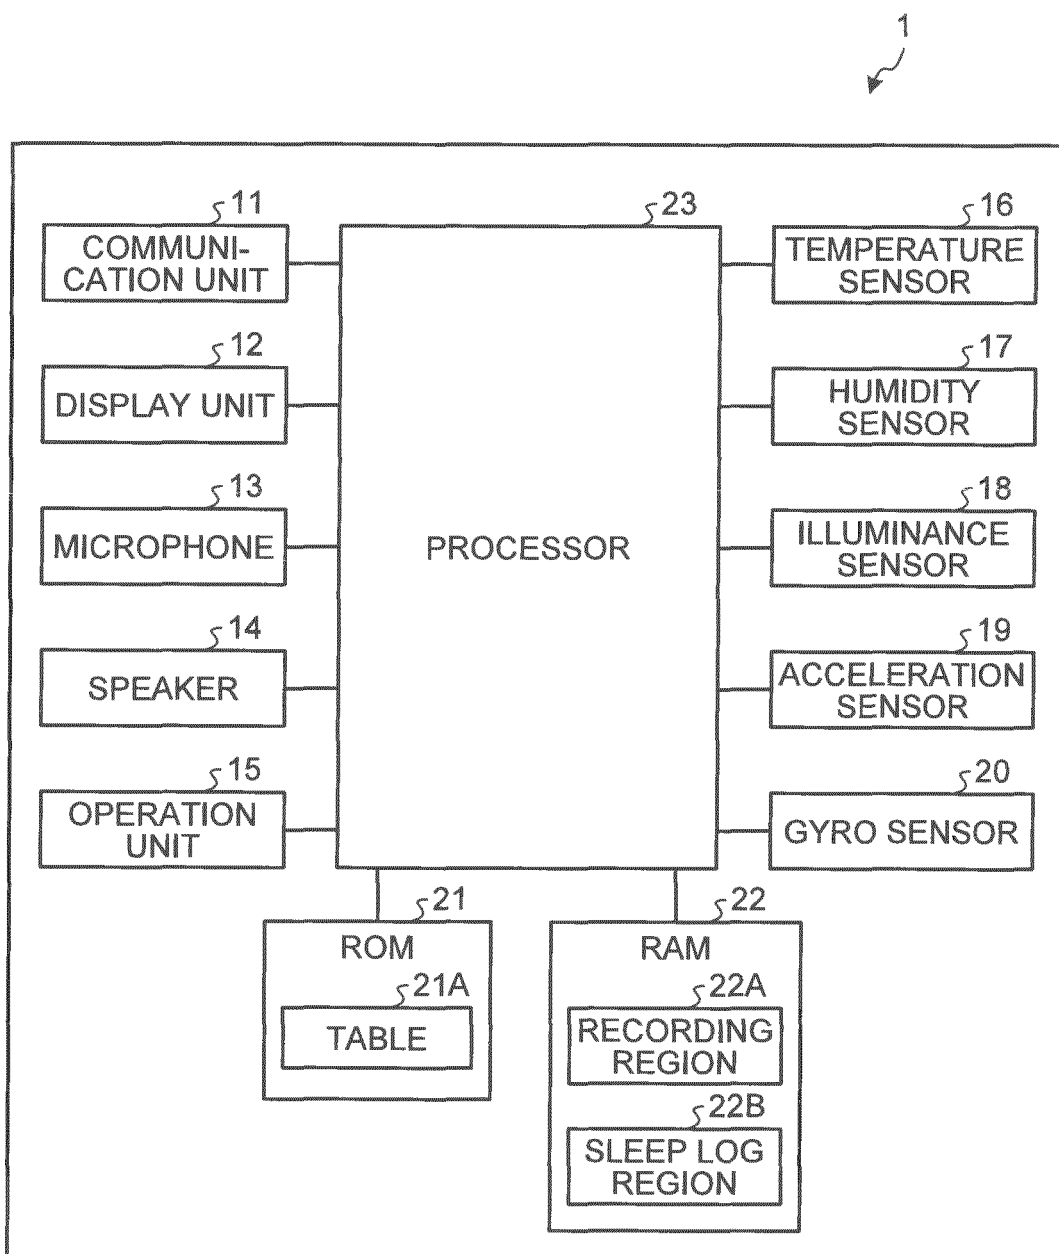 1
11
COMMUNI-
CATION UNIT
12
DISPLAY UNIT
13
MICROPHONE
14
SPEAKER
15
OPERATION
UNIT
23
PROCESSOR
16
TEMPERATURE
SENSOR
17
HUMIDITY
SENSOR
18
ILLUMINANCE
SENSOR
19
ACCELERATION
SENSOR
20
GYRO SENSOR
21
ROM
21A
TABLE
22
RAM
22A
RECORDING
REGION
22B
SLEEP LOG
REGION